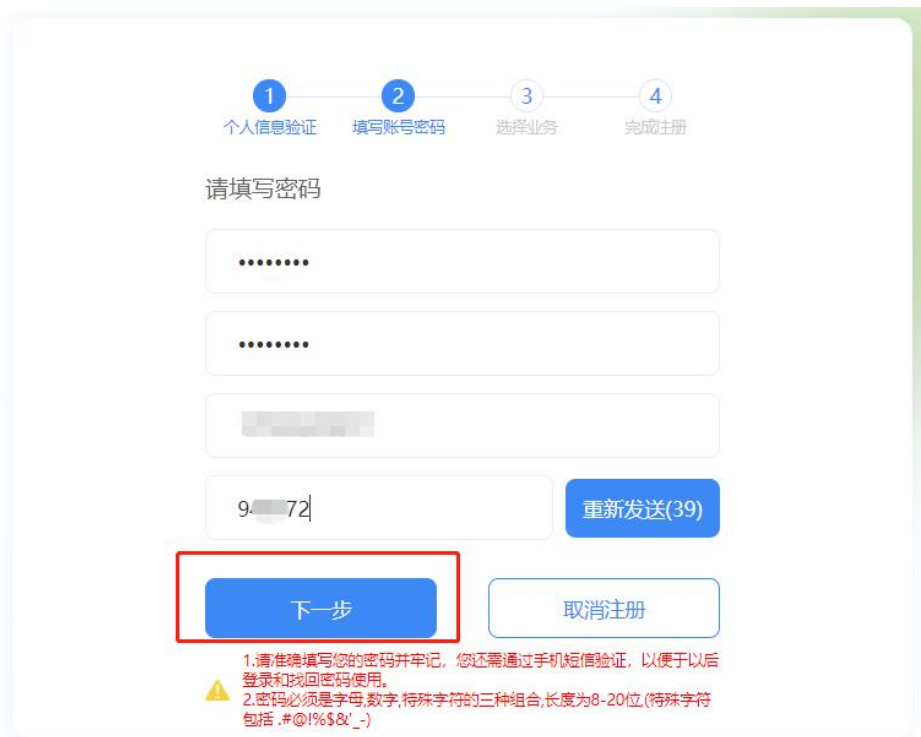 1 2 3 4
个人信息验证 填写账号密码 选择业务 完成注册
请填写密码
••••••••
••••••••
重新发送(39)
下一步 取消注册
1.请准确填写您的密码并牢记，您还需通过手机短信验证，以便于以后
登录和找回密码使用。
2.密码必须是字母,数字,特殊字符的三种组合,长度为8-20位,(特殊字符
包括 .#@!%$&'_-)